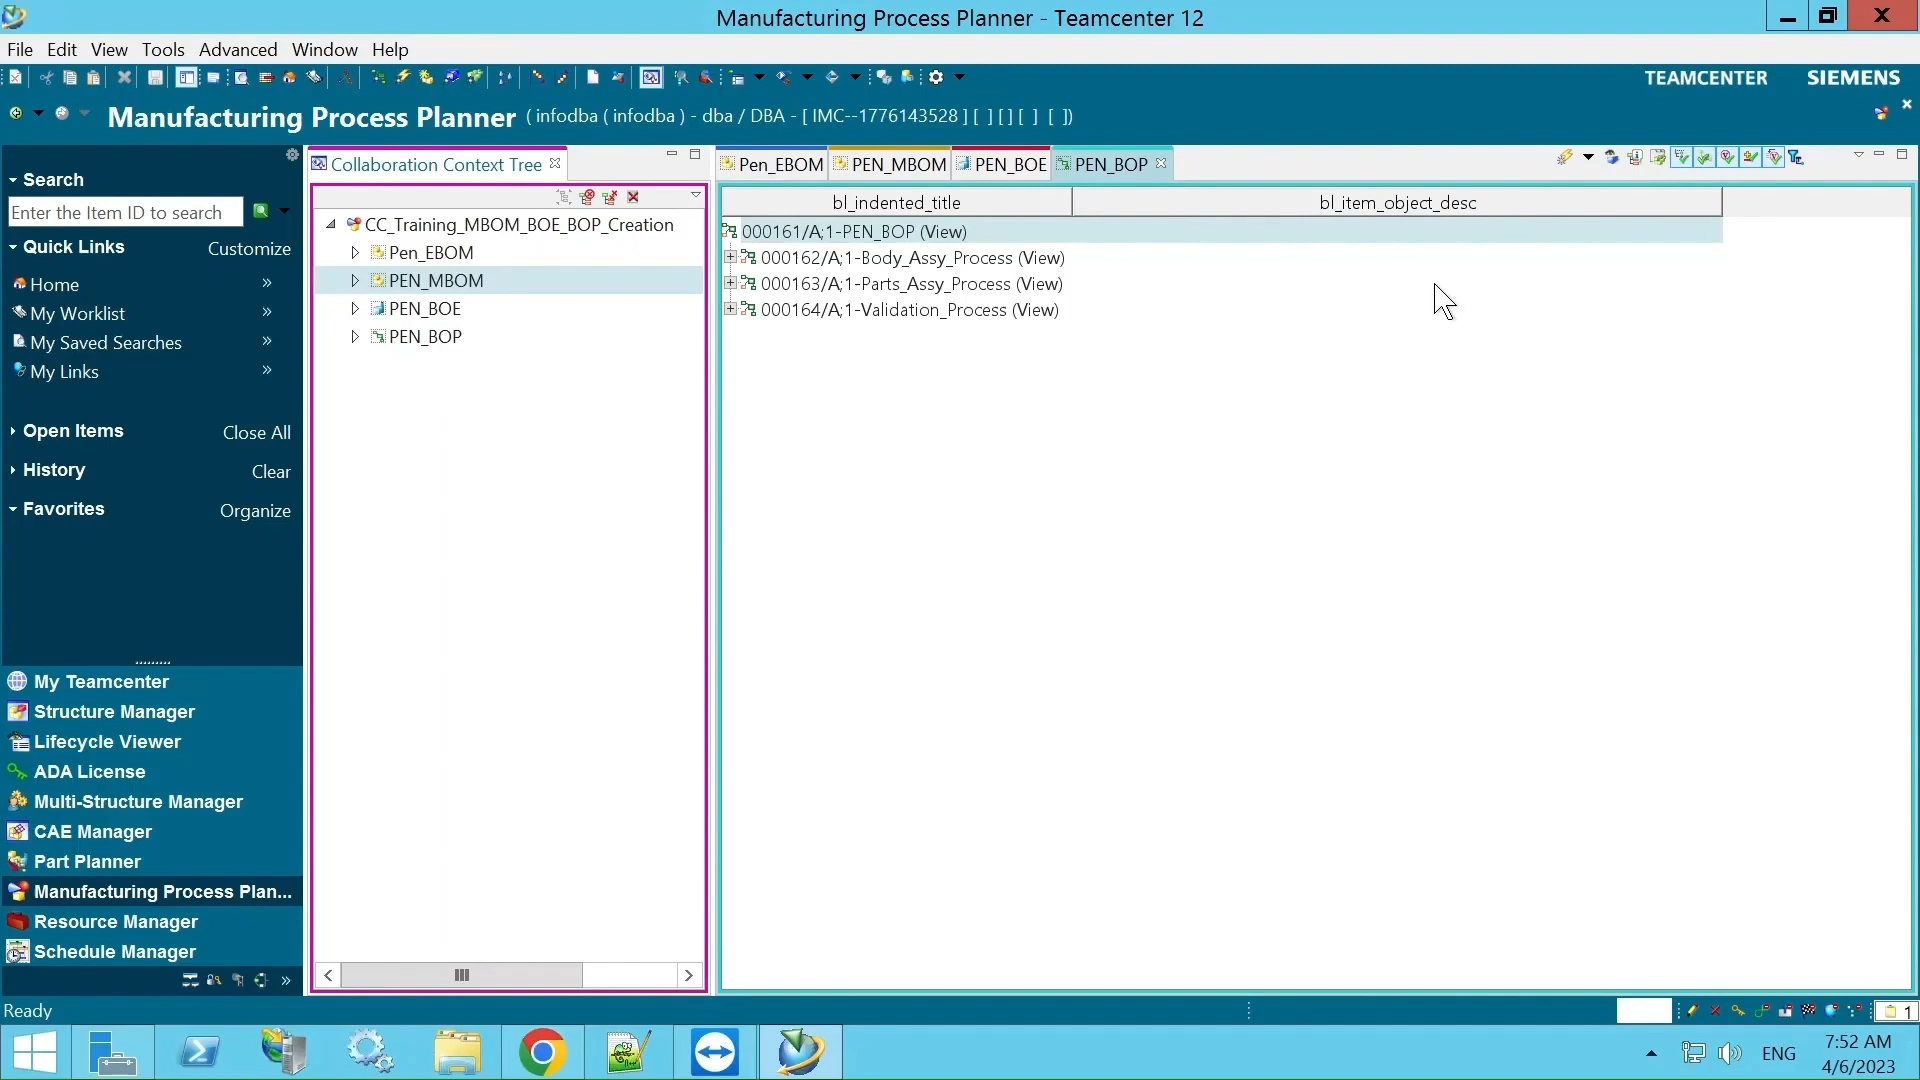 Manufacturing Process Planner - Teamcenter 12
File Edit View Tools Advanced Window Help
TEAMCENTER SIEMENS
Manufacturing Process Planner ( infodba ( infodba ) - dba / DBA - [ IMC--1776143528 ] [ ] [ ] [ ] [ ])
Search
Enter the Item ID to search
Quick Links Customize
Home
My Worklist
My Saved Searches
My Links
Open Items Close All
History Clear
Favorites Organize
My Teamcenter
Structure Manager
Lifecycle Viewer
ADA License
Multi-Structure Manager
CAE Manager
Part Planner
Manufacturing Process Plan...
Resource Manager
Schedule Manager
Collaboration Context Tree
CC_Training_MBOM_BOE_BOP_Creation
Pen_EBOM
PEN_MBOM
PEN_BOE
PEN_BOP
Pen_EBOM PEN_MBOM PEN_BOE PEN_BOP
bl_indented_title bl_item_object_desc
000161/A;1-PEN_BOP (View)
000162/A;1-Body_Assy_Process (View)
000163/A;1-Parts_Assy_Process (View)
000164/A;1-Validation_Process (View)
Ready
1
ENG
7:52 AM
4/6/2023